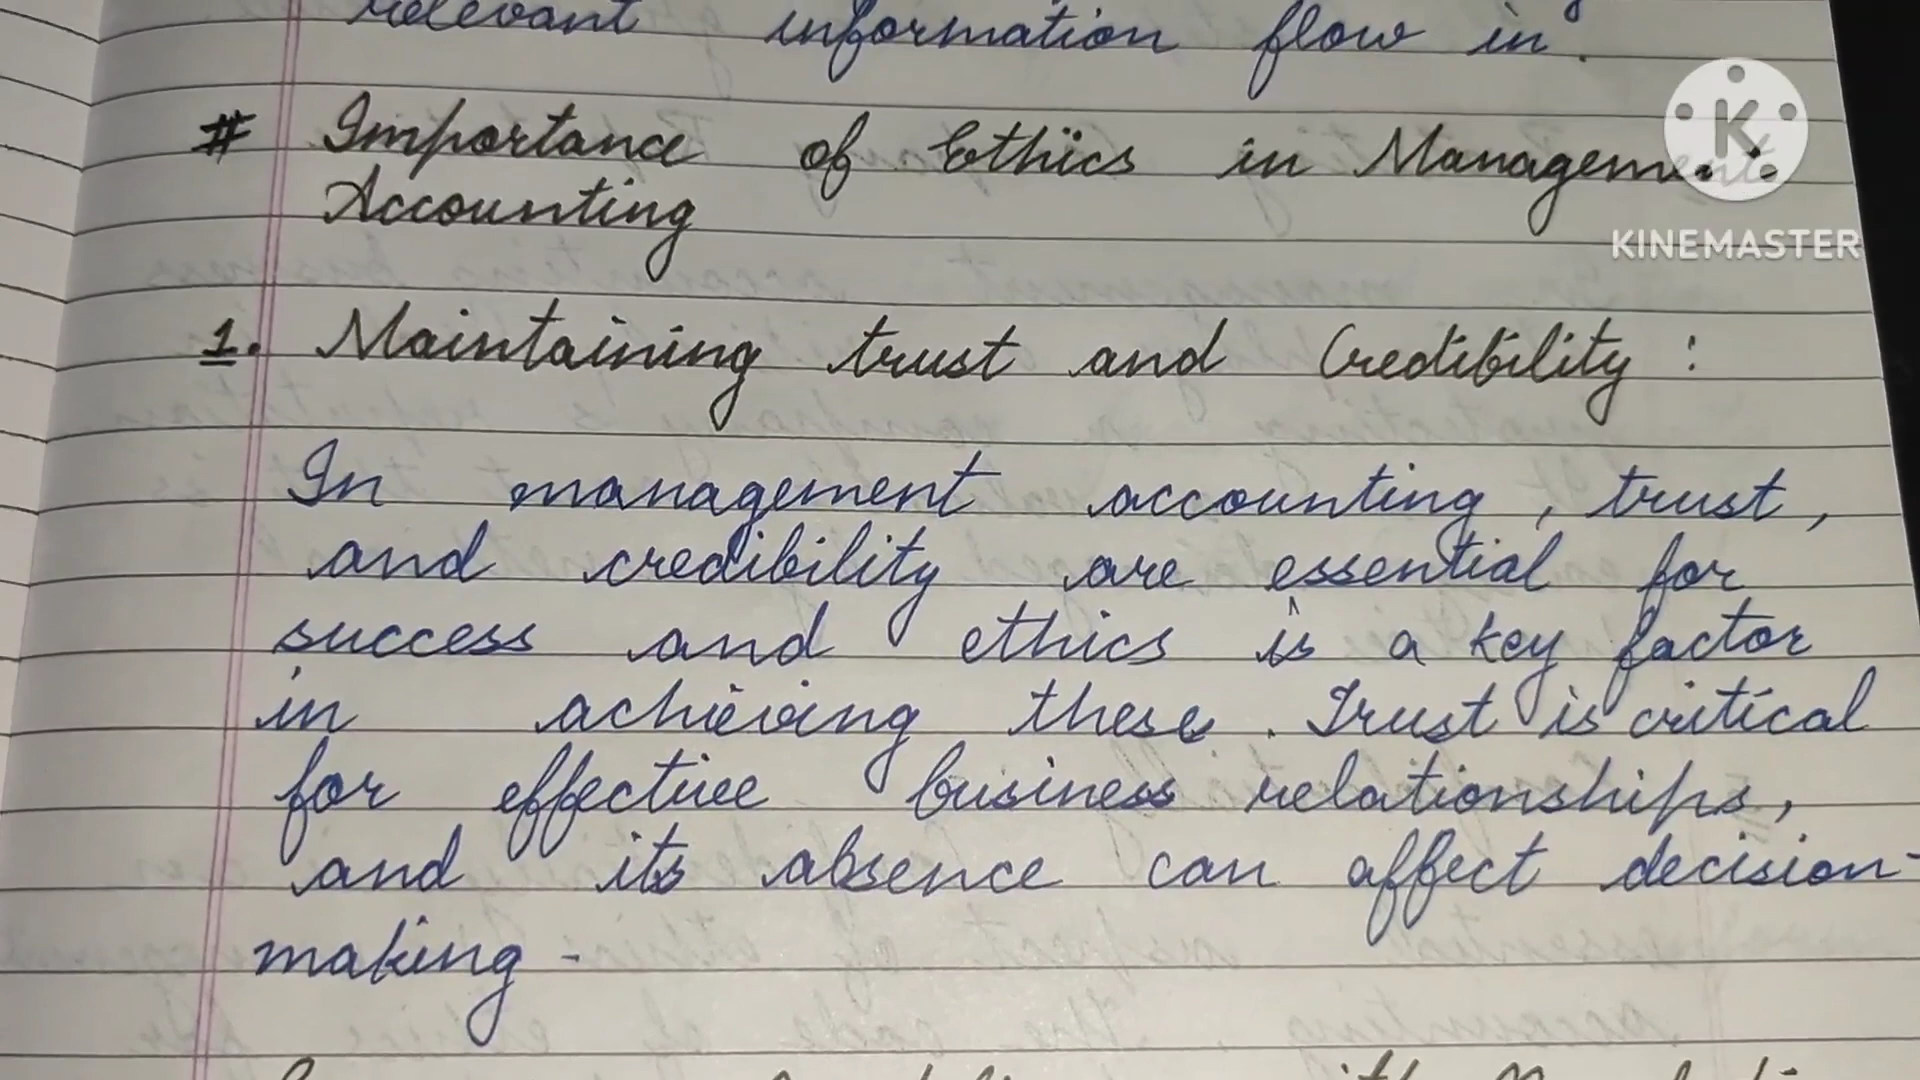 relevant information flow in.
# Importance of Ethics in Management
Accounting
1. Maintaining trust and Credibility :
In management accounting, trust,
and credibility are essential for
success and ethics is a key factor
in achieving these. Trust is critical
for effective business relationships,
and its absence can affect decision-
making -
K
KINEMASTER